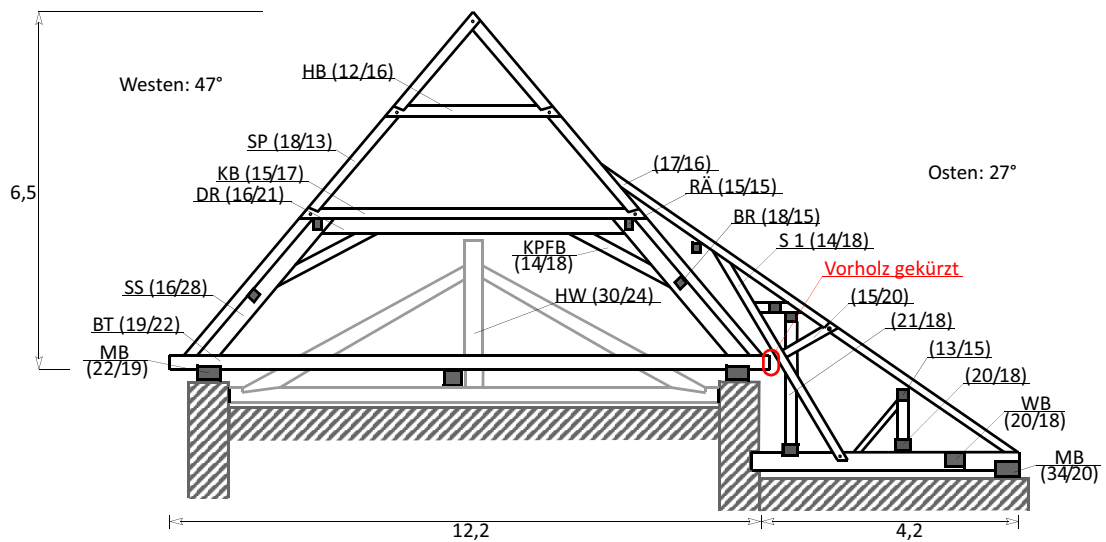 HB (12/16)
Westen: 47°
SP (18/13)
(17/16)
Osten: 27°
KB (15/17)
6,5
RÄ (15/15)
DR (16/21)
BR (18/15)
S 1 (14/18)
KPFB
(14/18)
Vorholz gekürzt
SS (16/28)
HW (30/24)
(15/20)
BT (19/22)
(21/18)
MB
(22/19)
(13/15)
(20/18)
WB
(20/18)
MB
(34/20)
12,2
4,2